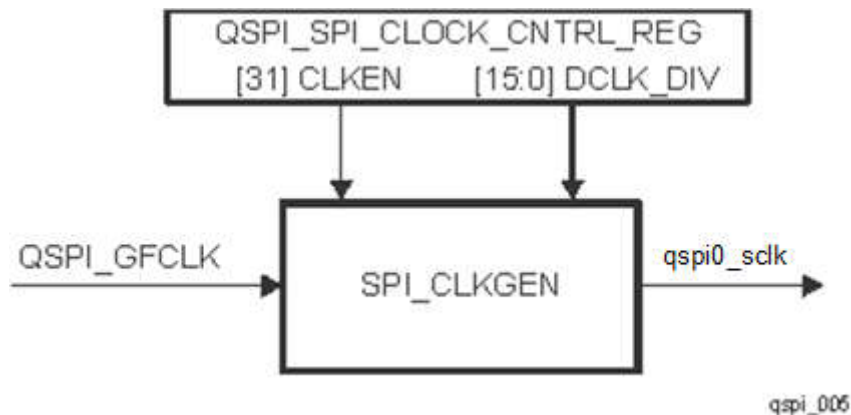 QSPI_SPI_CLOCK_CNTRL_REG
[31] CLKEN [15:0] DCLK_DIV
QSPI_GFCLK
SPI_CLKGEN
qspi0_sclk
qspi_005